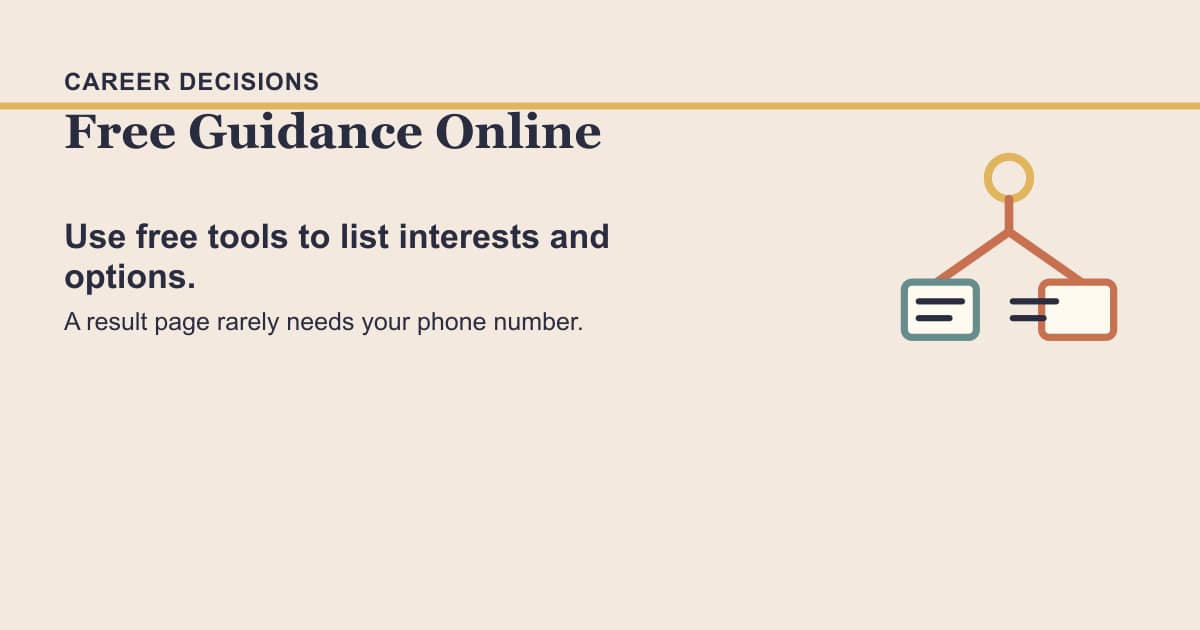 CAREER DECISIONS
Free Guidance Online
Use free tools to list interests and
options.
A result page rarely needs your phone number.